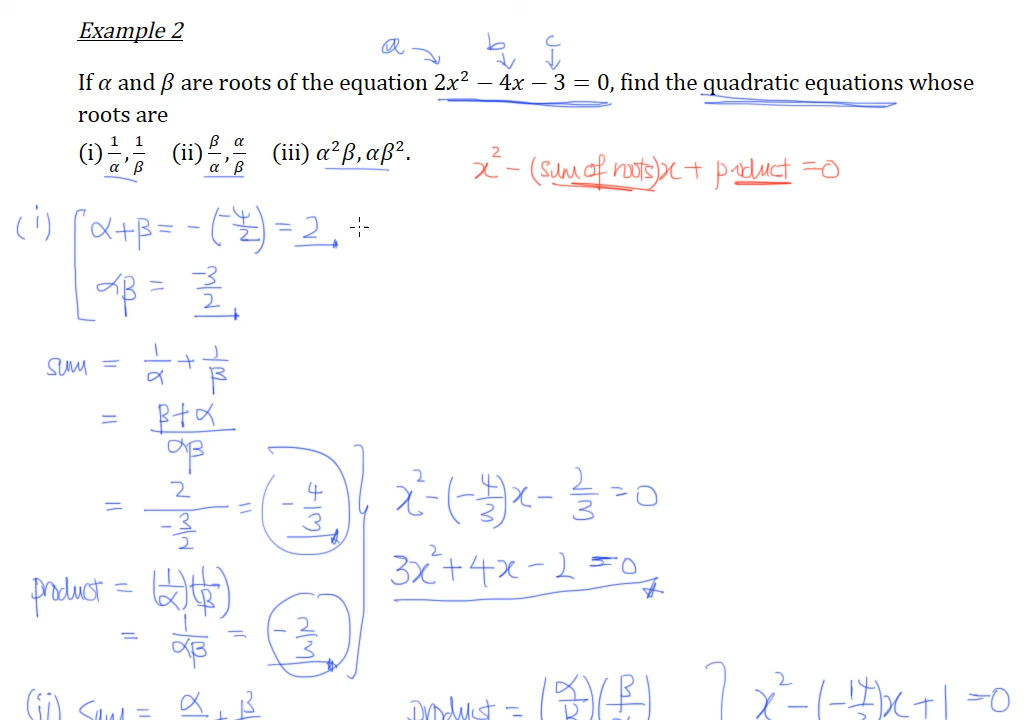 Example 2
a b c
If α and β are roots of the equation 2x² − 4x − 3 = 0, find the quadratic equations whose
roots are
(i) 1/α, 1/β (ii) β/α, α/β (iii) α²β, αβ².
x² − (sum of roots)x + product = 0
(i) α+β = −(−4/2) = 2
αβ = −3/2
sum = 1/α + 1/β
= β+α/αβ
= 2/−3/2 = −4/3
x² − (−4/3)x − 2/3 = 0
3x² + 4x − 2 = 0
product = (1/α)(1/β)
= 1/αβ = −2/3
(ii) sum = α/ + β/ product = (α/β)(β/ ) x² − (−14/3)x + 1 = 0